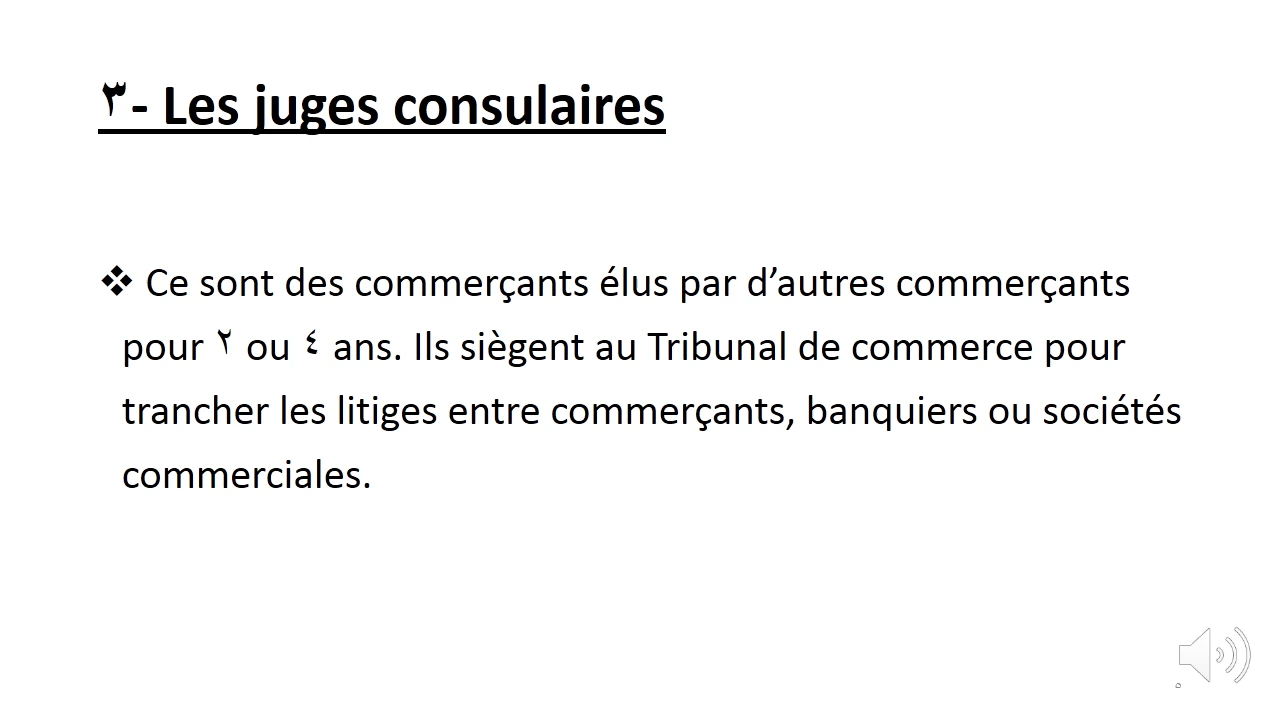 ٣- Les juges consulaires
❖ Ce sont des commerçants élus par d’autres commerçants
pour ٢ ou ٤ ans. Ils siègent au Tribunal de commerce pour
trancher les litiges entre commerçants, banquiers ou sociétés
commerciales.